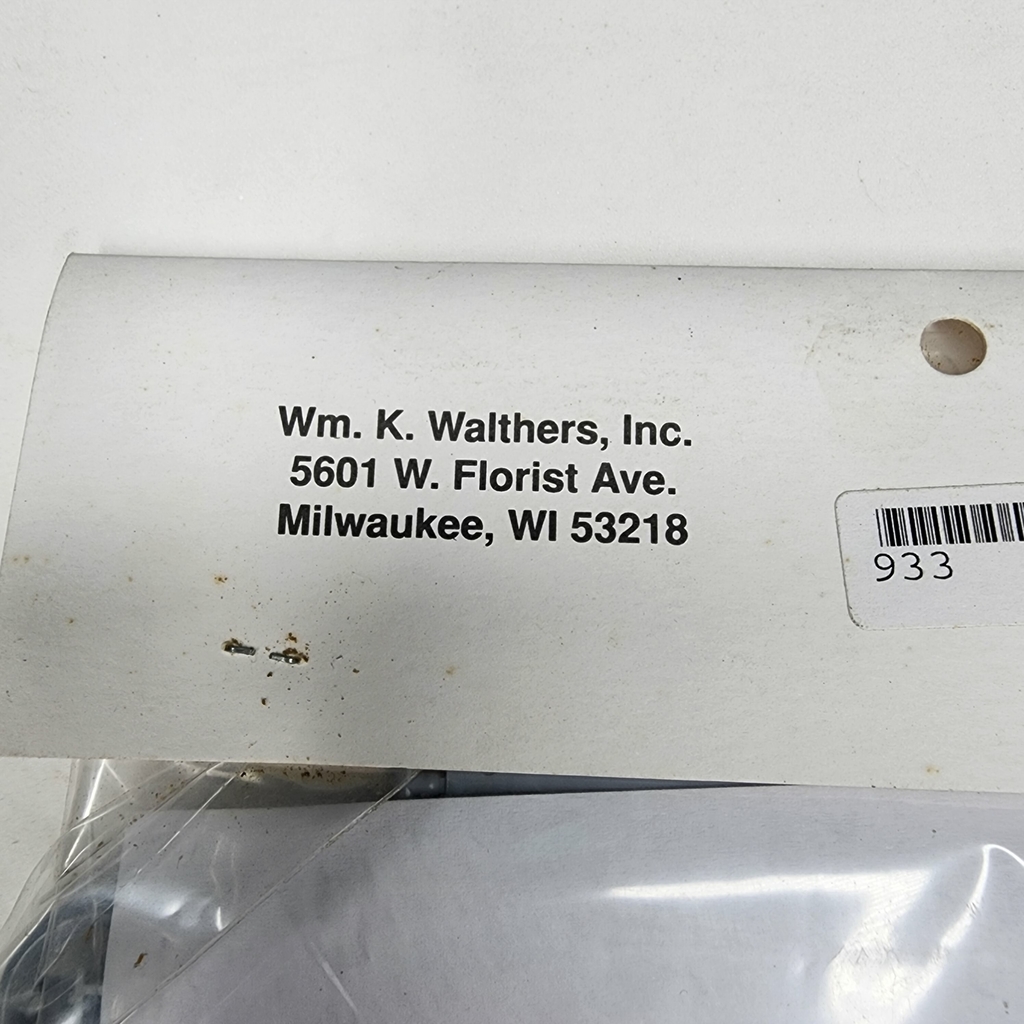 Wm. K. Walthers, Inc.
5601 W. Florist Ave.
Milwaukee, WI 53218
933